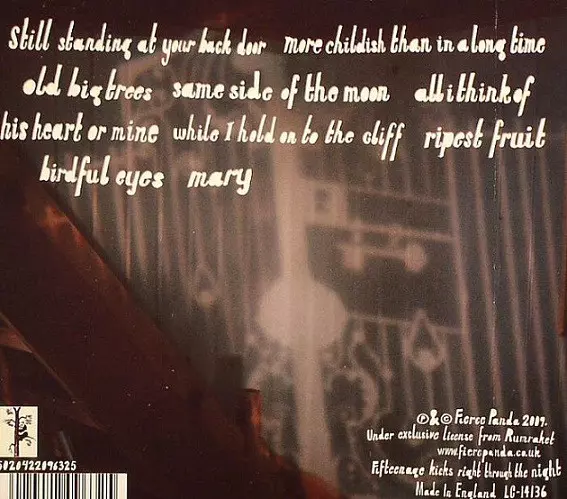 still standing at your back door more childish than in a long time
old big trees same side of the moon all i think of
his heart or mine while I hold on to the cliff ripest fruit
birdful eyes mary
℗&© Fierce Panda 2009.
Under exclusive license from Rumraket
www.fiercepanda.co.uk
Fifteenage kicks right through the night
Made in England LC-14136
5020422096325